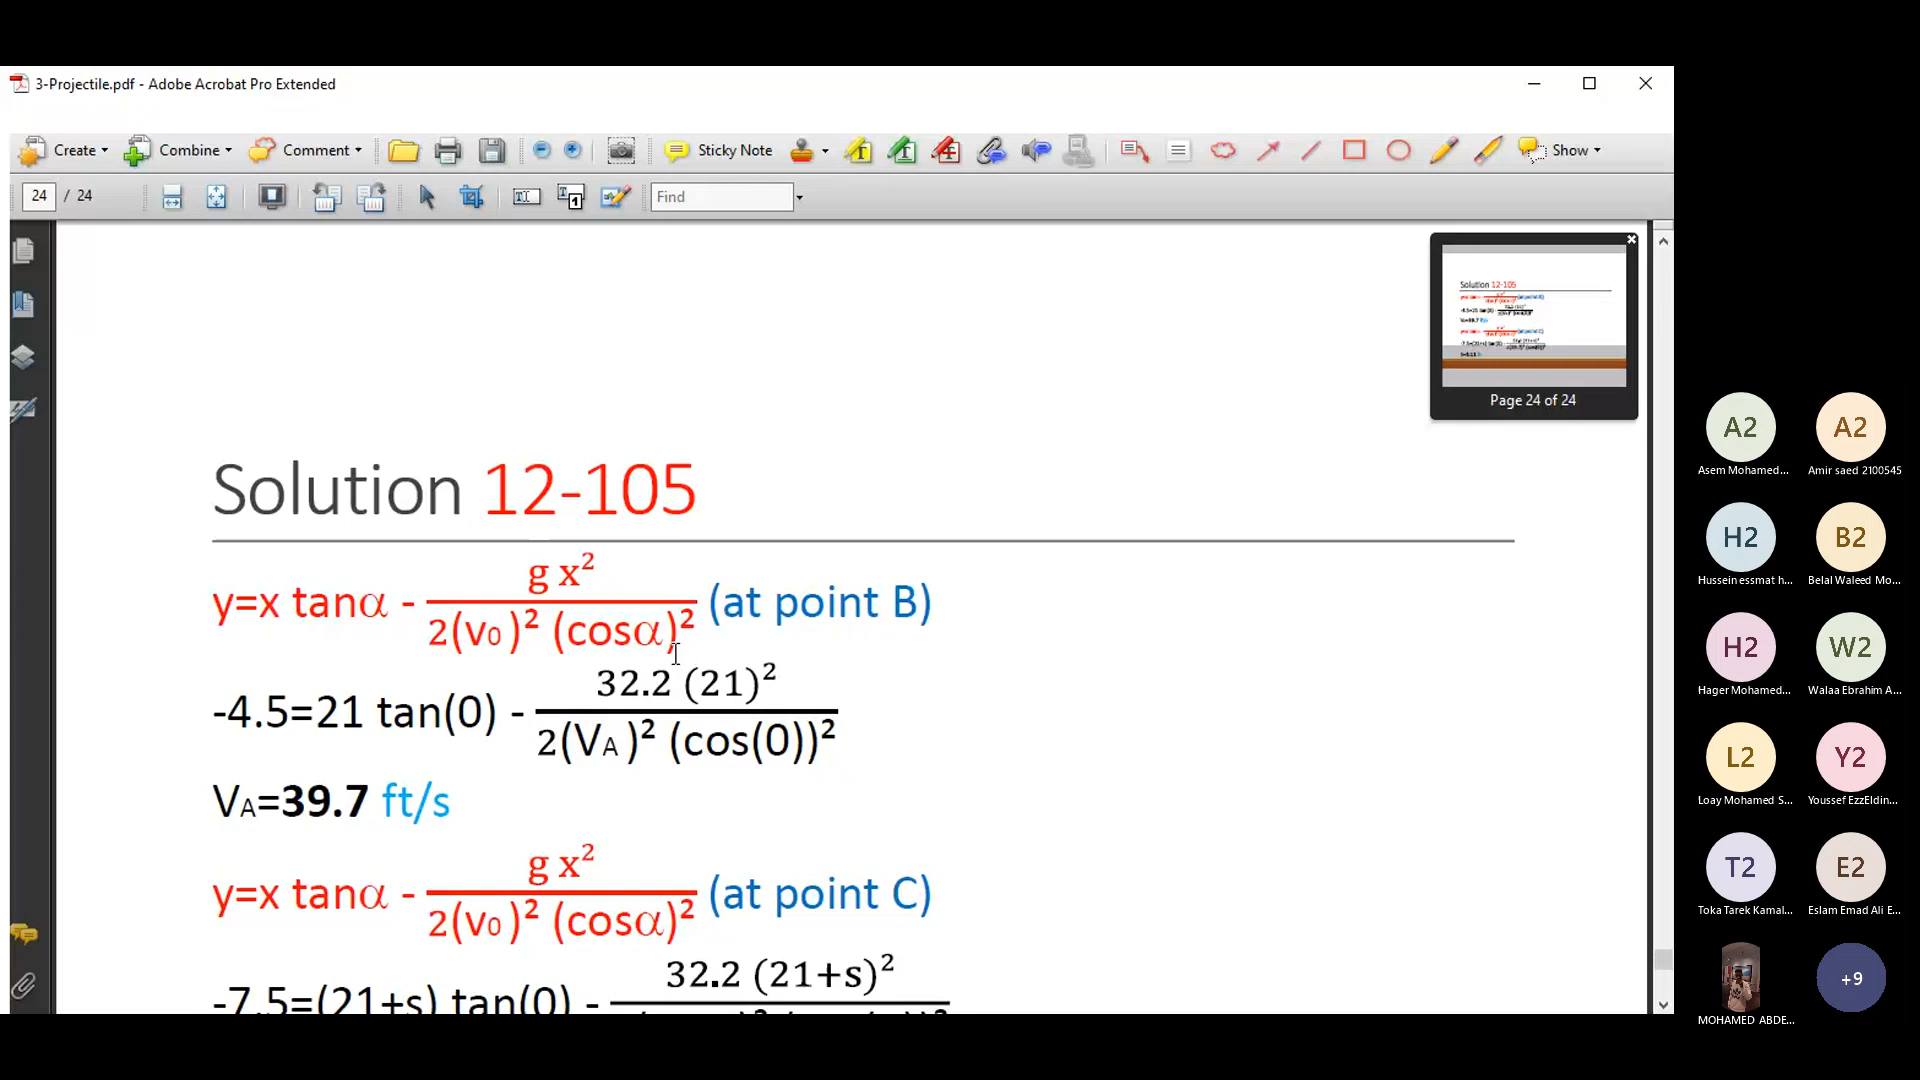 3-Projectile.pdf - Adobe Acrobat Pro Extended
Create Combine Comment Sticky Note Show
24 / 24 Find
Solution 12-105
y=x tanα - g x² / 2(v₀ )² (cosα)² (at point B)
-4.5=21 tan(0) - 32.2 (21)² / 2(VA )² (cos(0))²
VA=39.7 ft/s
y=x tanα - g x² / 2(v₀ )² (cosα)² (at point C)
-7.5=(21+s) tan(0) - 32.2 (21+s)²
Solution 12-105
Page 24 of 24
A2 A2
Asem Mohamed... Amir saed 2100545
H2 B2
Hussein essmat h... Belal Waleed Mo...
H2 W2
Hager Mohamed... Walaa Ebrahim A...
L2 Y2
Loay Mohamed S... Youssef EzzEldin...
T2 E2
Toka Tarek Kamal... Eslam Emad Ali E...
+9
MOHAMED ABDE...